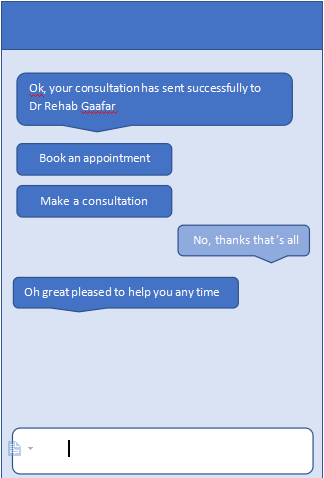 Ok, your consultation has sent successfully to
Dr Rehab Gaafar
Book an appointment
Make a consultation
No, thanks that's all
Oh great pleased to help you any time